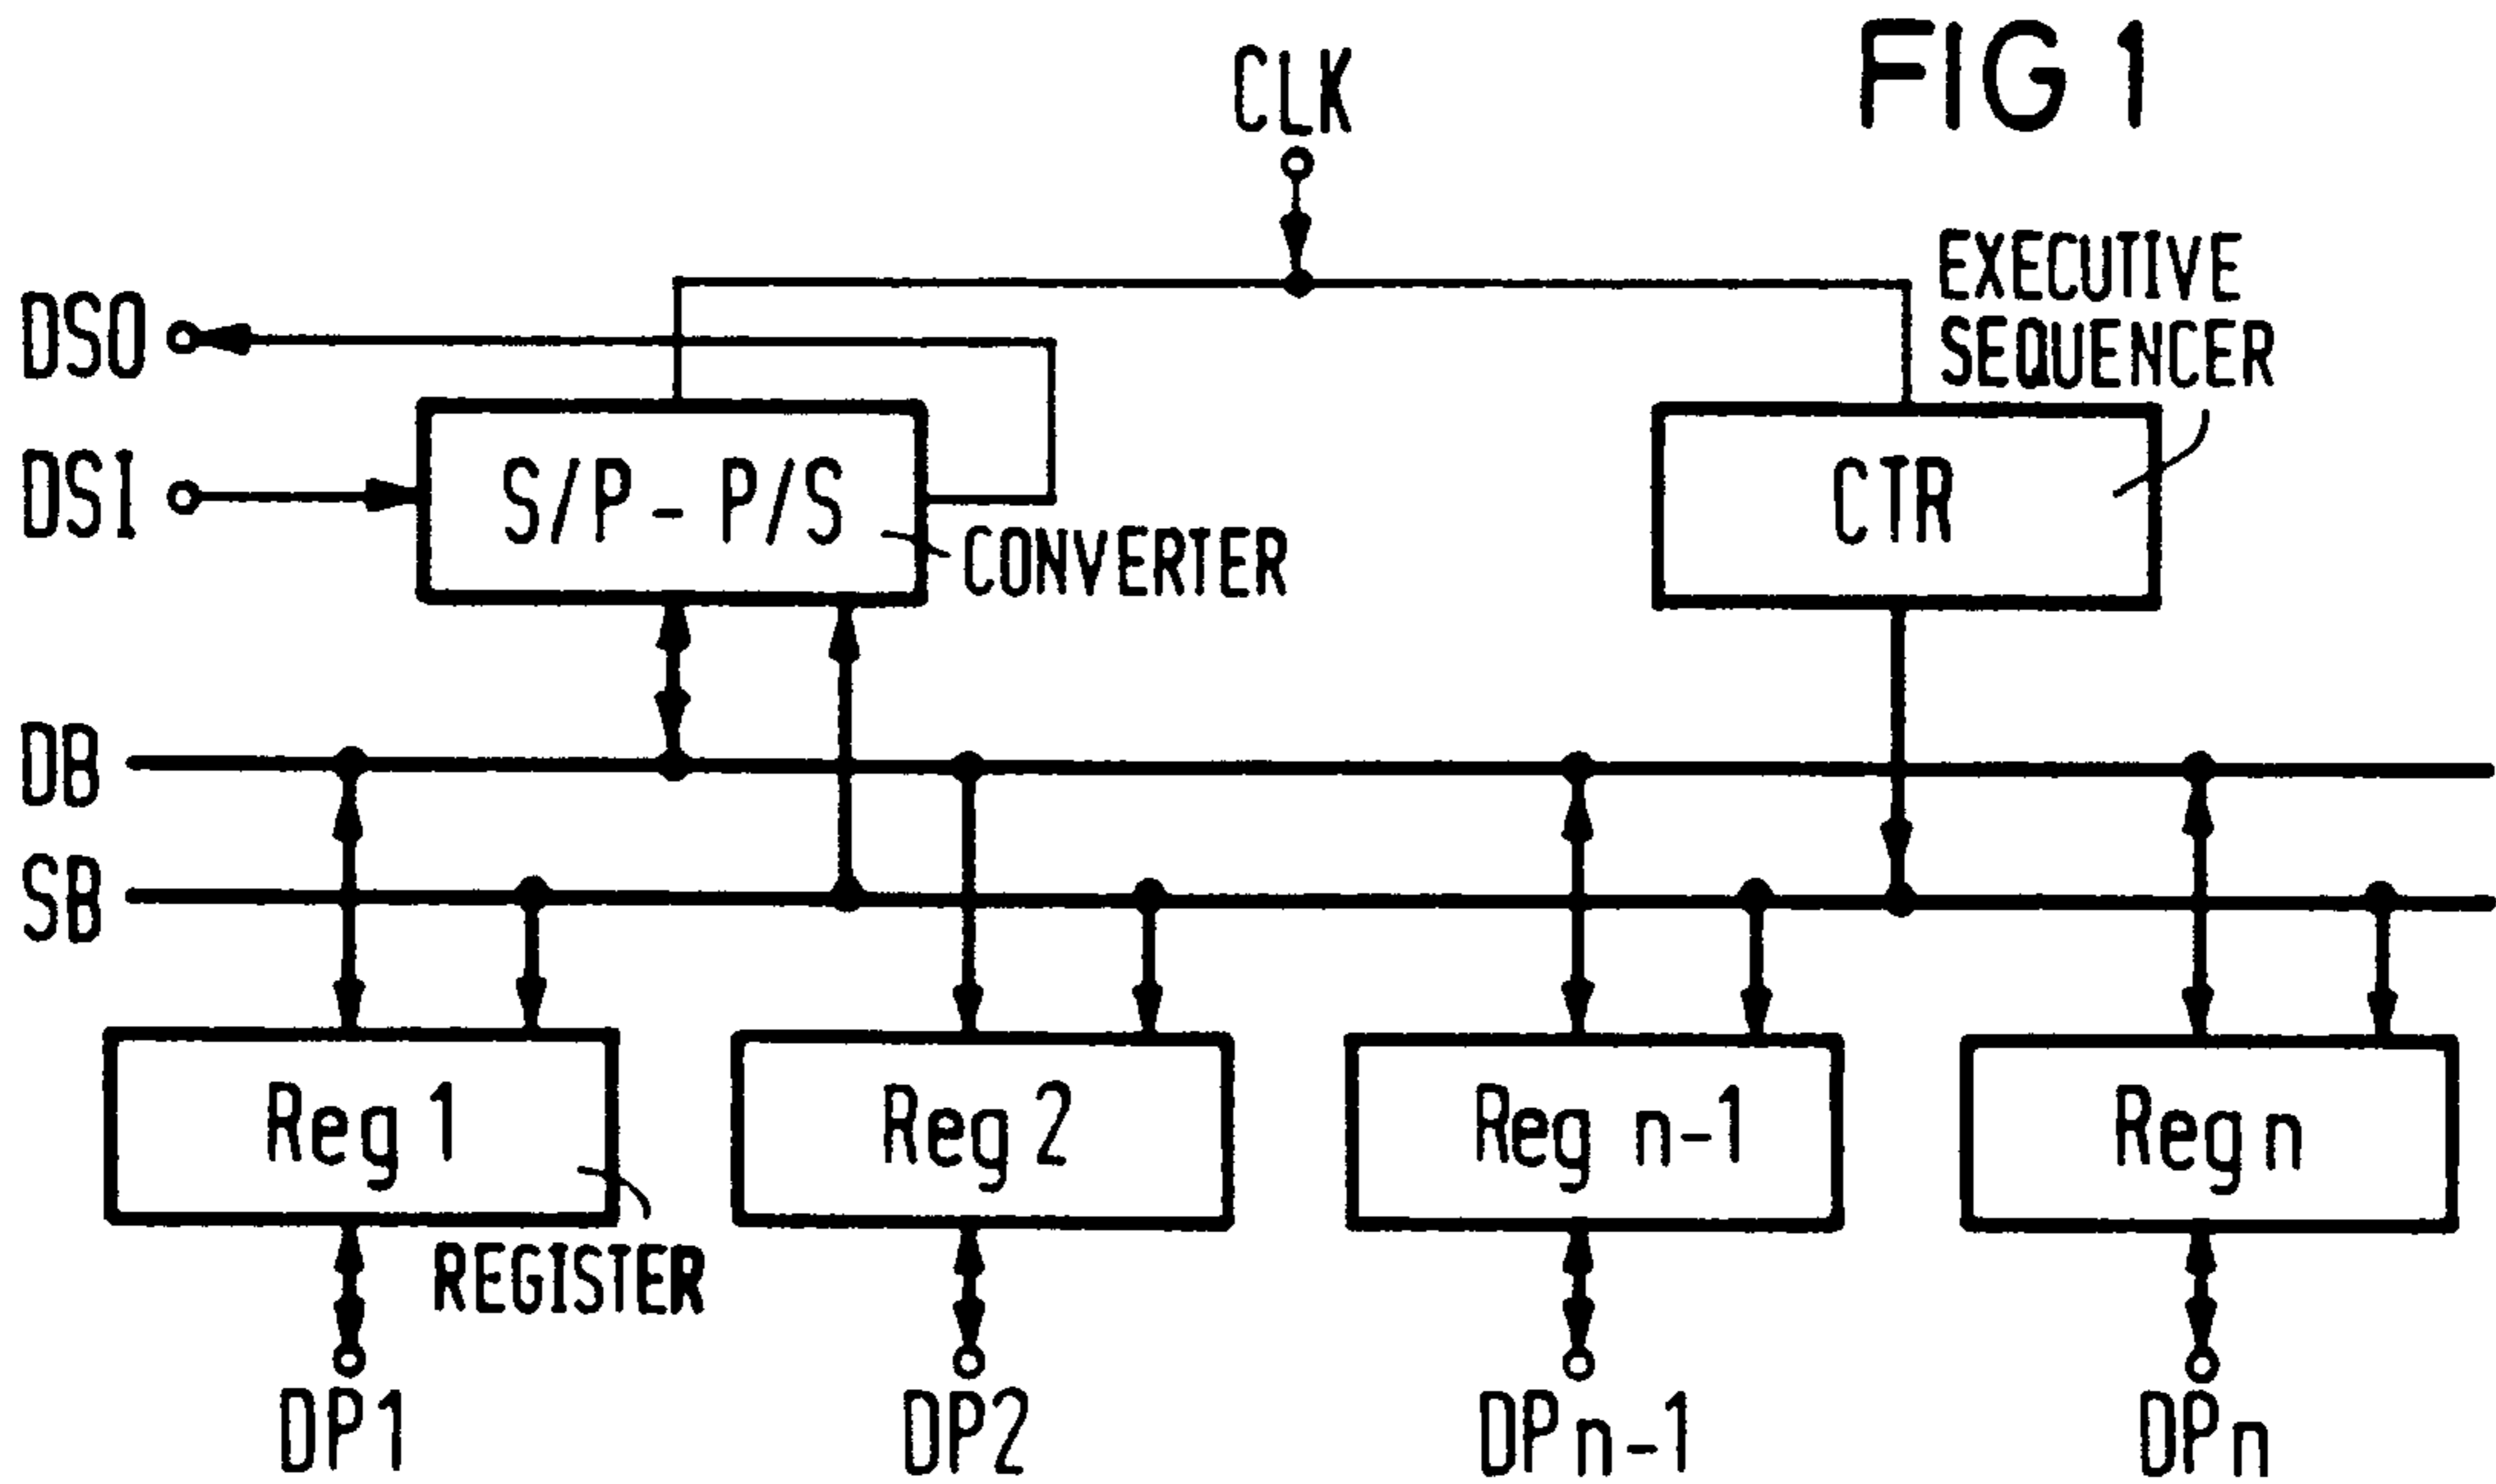 FIG 1
CLK
EXECUTIVE
SEQUENCER
DSO
DSI
S/P - P/S
CTR
CONVERTER
DB
SB
Reg 1
Reg 2
Reg n-1
Reg n
REGISTER
DP1
DP2
DPn-1
DPn